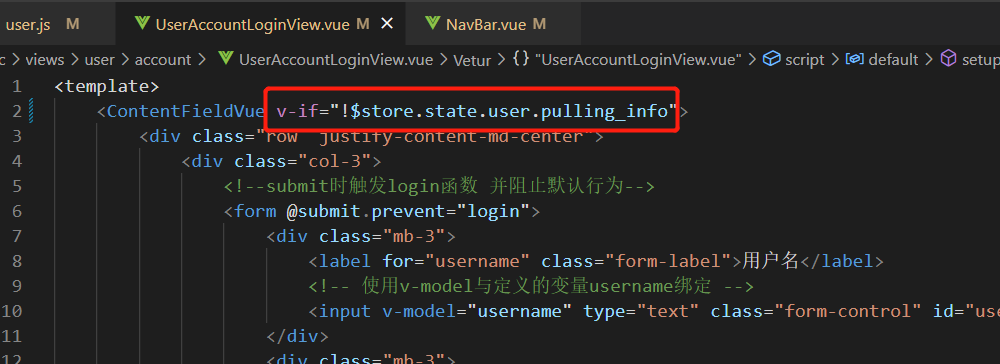 user.js M UserAccountLoginView.vue M × NavBar.vue M
c > views > user > account > UserAccountLoginView.vue > Vetur > {} "UserAccountLoginView.vue" > script > default > setup
1 <template>
2 <ContentFieldVue v-if="!$store.state.user.pulling_info">
3 <div class="row justify-content-md-center">
4 <div class="col-3">
5 <!--submit时触发login函数 并阻止默认行为-->
6 <form @submit.prevent="login">
7 <div class="mb-3">
8 <label for="username" class="form-label">用户名</label>
9 <!-- 使用v-model与定义的变量username绑定 -->
10 <input v-model="username" type="text" class="form-control" id="use
11 </div>
12 <div class="mb-3">